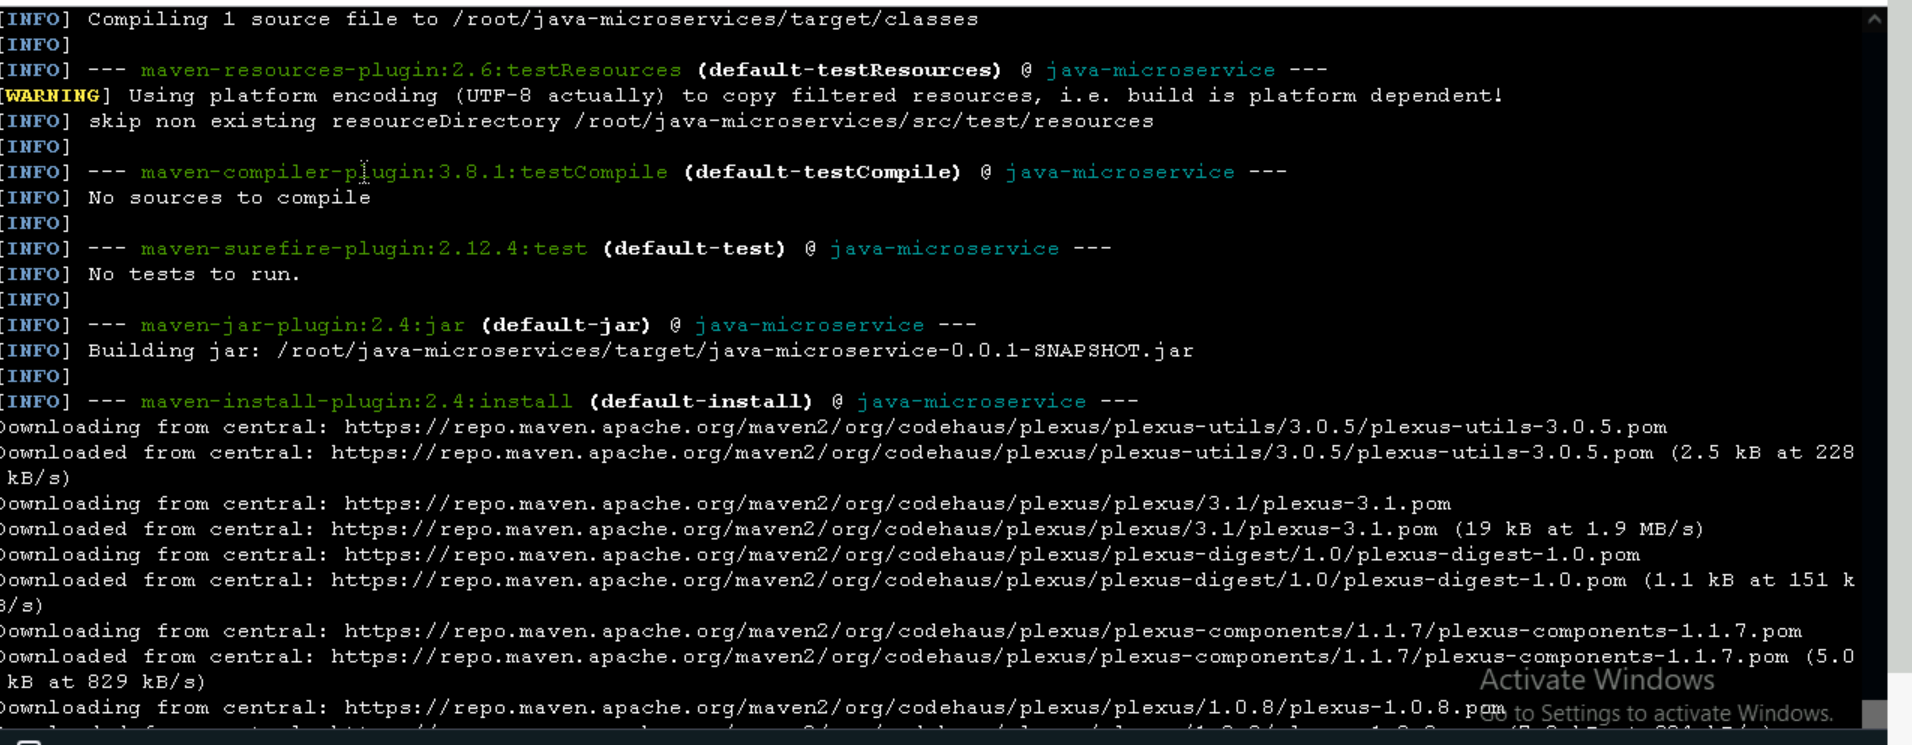 [INFO] Compiling 1 source file to /root/java-microservices/target/classes
[INFO]
[INFO] --- maven-resources-plugin:2.6:testResources (default-testResources) @ java-microservice ---
[WARNING] Using platform encoding (UTF-8 actually) to copy filtered resources, i.e. build is platform dependent!
[INFO] skip non existing resourceDirectory /root/java-microservices/src/test/resources
[INFO]
[INFO] --- maven-compiler-plugin:3.8.1:testCompile (default-testCompile) @ java-microservice ---
[INFO] No sources to compile
[INFO]
[INFO] --- maven-surefire-plugin:2.12.4:test (default-test) @ java-microservice ---
[INFO] No tests to run.
[INFO]
[INFO] --- maven-jar-plugin:2.4:jar (default-jar) @ java-microservice ---
[INFO] Building jar: /root/java-microservices/target/java-microservice-0.0.1-SNAPSHOT.jar
[INFO]
[INFO] --- maven-install-plugin:2.4:install (default-install) @ java-microservice ---
Downloading from central: https://repo.maven.apache.org/maven2/org/codehaus/plexus/plexus-utils/3.0.5/plexus-utils-3.0.5.pom
Downloaded from central: https://repo.maven.apache.org/maven2/org/codehaus/plexus/plexus-utils/3.0.5/plexus-utils-3.0.5.pom (2.5 kB at 228
kB/s)
Downloading from central: https://repo.maven.apache.org/maven2/org/codehaus/plexus/plexus/3.1/plexus-3.1.pom
Downloaded from central: https://repo.maven.apache.org/maven2/org/codehaus/plexus/plexus/3.1/plexus-3.1.pom (19 kB at 1.9 MB/s)
Downloading from central: https://repo.maven.apache.org/maven2/org/codehaus/plexus/plexus-digest/1.0/plexus-digest-1.0.pom
Downloaded from central: https://repo.maven.apache.org/maven2/org/codehaus/plexus/plexus-digest/1.0/plexus-digest-1.0.pom (1.1 kB at 151 k
B/s)
Downloading from central: https://repo.maven.apache.org/maven2/org/codehaus/plexus/plexus-components/1.1.7/plexus-components-1.1.7.pom
Downloaded from central: https://repo.maven.apache.org/maven2/org/codehaus/plexus/plexus-components/1.1.7/plexus-components-1.1.7.pom (5.0
kB at 829 kB/s)
Downloading from central: https://repo.maven.apache.org/maven2/org/codehaus/plexus/plexus/1.0.8/plexus-1.0.8.pom
Activate Windows
Go to Settings to activate Windows.